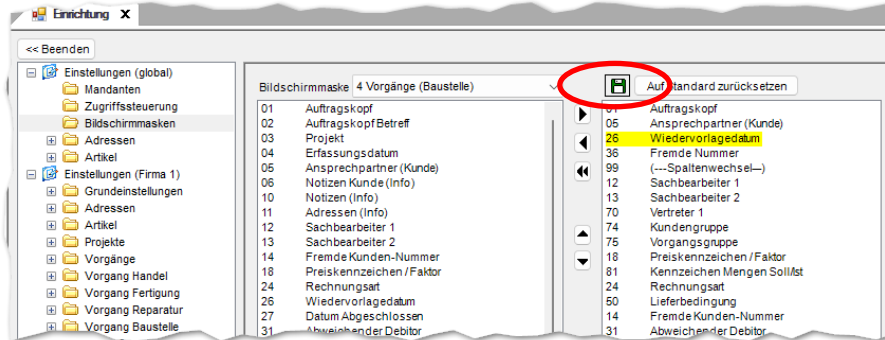 Einrichtung X
<< Beenden
Einstellungen (global)
Mandanten
Zugriffssteuerung
Bildschirmmasken
Adressen
Artikel
Einstellungen (Firma 1)
Grundeinstellungen
Adressen
Artikel
Projekte
Vorgänge
Vorgang Handel
Vorgang Fertigung
Vorgang Reparatur
Vorgang Baustelle
Bildschirmmaske 4 Vorgänge (Baustelle)
01 Auftragskopf
02 Auftragskopf Betreff
03 Projekt
04 Erfassungsdatum
05 Ansprechpartner (Kunde)
06 Notizen Kunde (Info)
10 Notizen (Info)
11 Adressen (Info)
12 Sachbearbeiter 1
13 Sachbearbeiter 2
14 Fremde Kunden-Nummer
18 Preiskennzeichen / Faktor
24 Rechnungsart
26 Wiedervorlagedatum
27 Datum Abgeschlossen
31 Abweichender Debitor
Auf Standard zurücksetzen
01 Auftragskopf
05 Ansprechpartner (Kunde)
26 Wiedervorlagedatum
36 Fremde Nummer
99 (---Spaltenwechsel---)
12 Sachbearbeiter 1
13 Sachbearbeiter 2
70 Vertreter 1
74 Kundengruppe
75 Vorgangsgruppe
18 Preiskennzeichen / Faktor
81 Kennzeichen Mengen Soll/Ist
24 Rechnungsart
50 Lieferbedingung
14 Fremde Kunden-Nummer
31 Abweichender Debitor